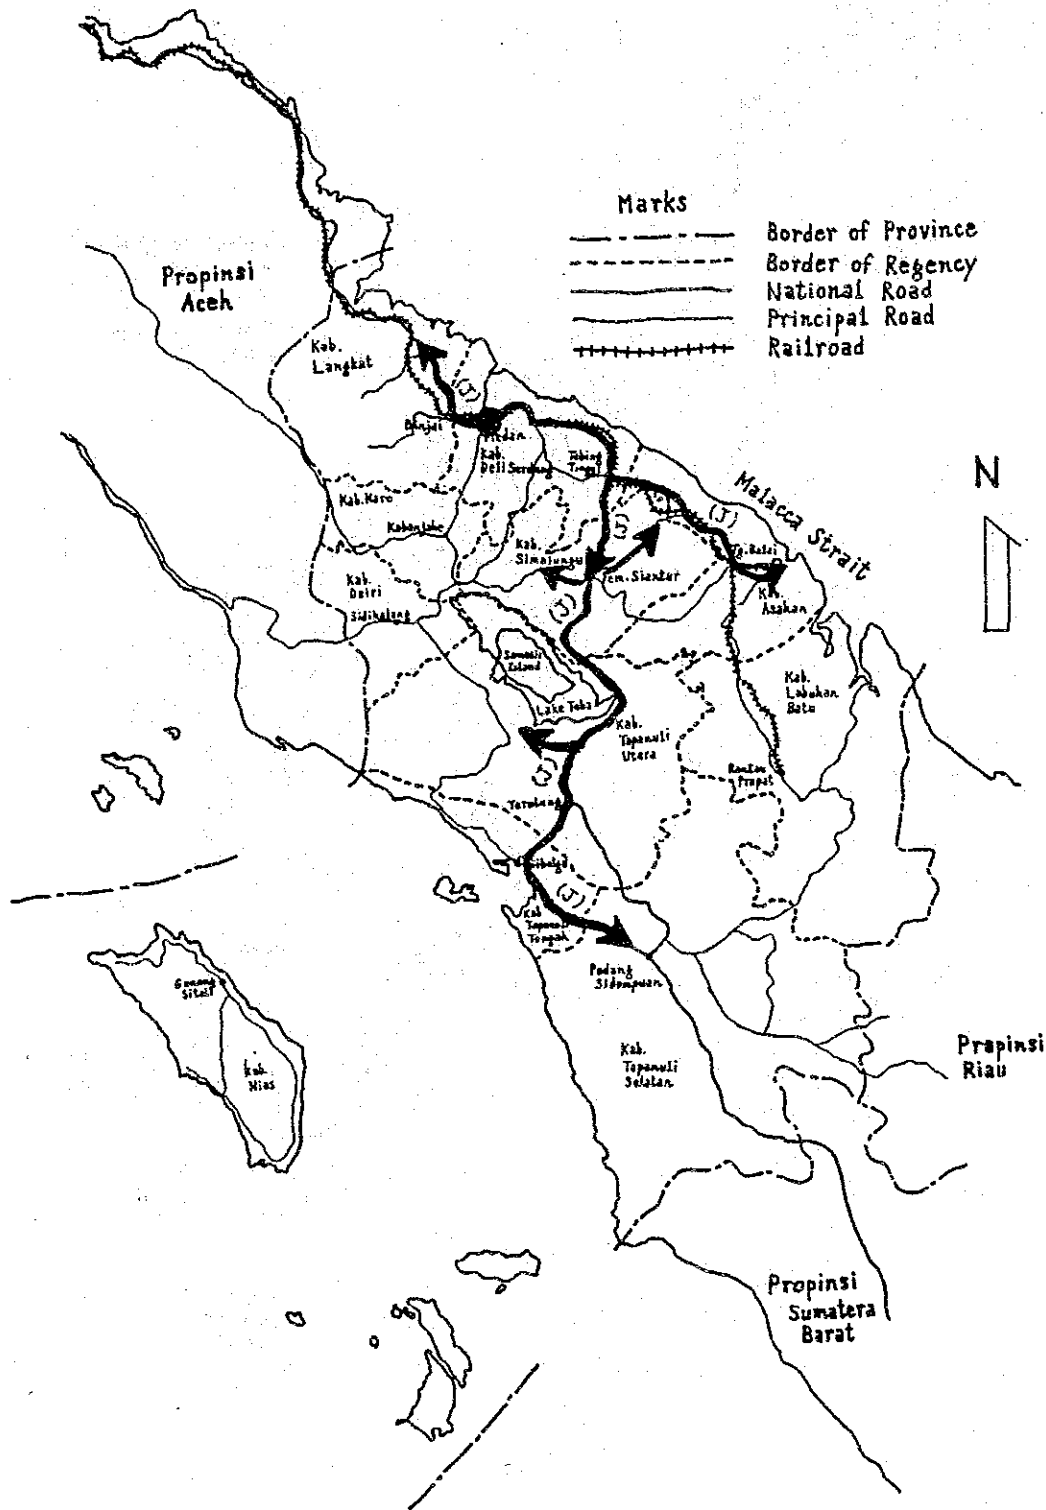 Marks
Border of Province
Border of Regency
National Road
Principal Road
Railroad
Propinsi
Aceh
Kab.
Langkat
(J)
Binjai
Medan
Kab.
Deli Serdang
Tebing
Tinggi
N
Malacca Strait
Kab. Karo
Kabanjahe
Kab.
Simalungu
(J)
(J)
Tg. Balai
Kab.
Asahan
Pem. Siantar
Kab.
Dairi
Sidikalang
(J)
Samosir
Island
Lake Toba
Kab.
Labuhan
Batu
Kab.
Tapanuli
Utara
(J)
Rantau
Prapat
Tarutung
Sibolga
(J)
Kab.
Tapanuli
Tengah
Padang
Sidempuan
Gunung
Sitoli
Kab.
Nias
Kab.
Tapanuli
Selatan
Propinsi
Riau
Propinsi
Sumatera
Barat